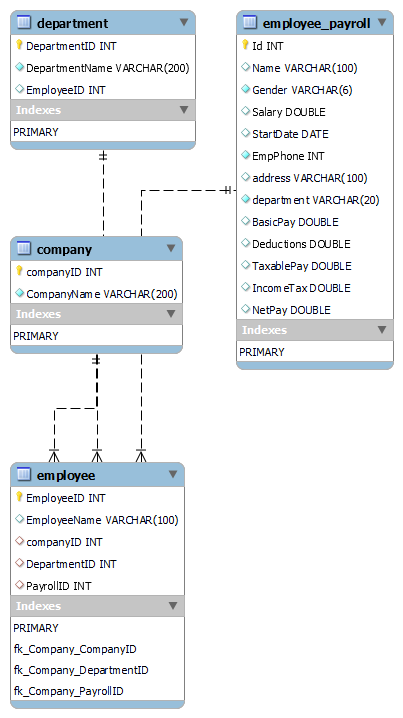 department
DepartmentID INT
DepartmentName VARCHAR(200)
EmployeeID INT
Indexes
PRIMARY
employee_payroll
Id INT
Name VARCHAR(100)
Gender VARCHAR(6)
Salary DOUBLE
StartDate DATE
EmpPhone INT
address VARCHAR(100)
department VARCHAR(20)
BasicPay DOUBLE
Deductions DOUBLE
TaxablePay DOUBLE
IncomeTax DOUBLE
NetPay DOUBLE
Indexes
PRIMARY
company
companyID INT
CompanyName VARCHAR(200)
Indexes
PRIMARY
employee
EmployeeID INT
EmployeeName VARCHAR(100)
companyID INT
DepartmentID INT
PayrollID INT
Indexes
PRIMARY
fk_Company_CompanyID
fk_Company_DepartmentID
fk_Company_PayrollID